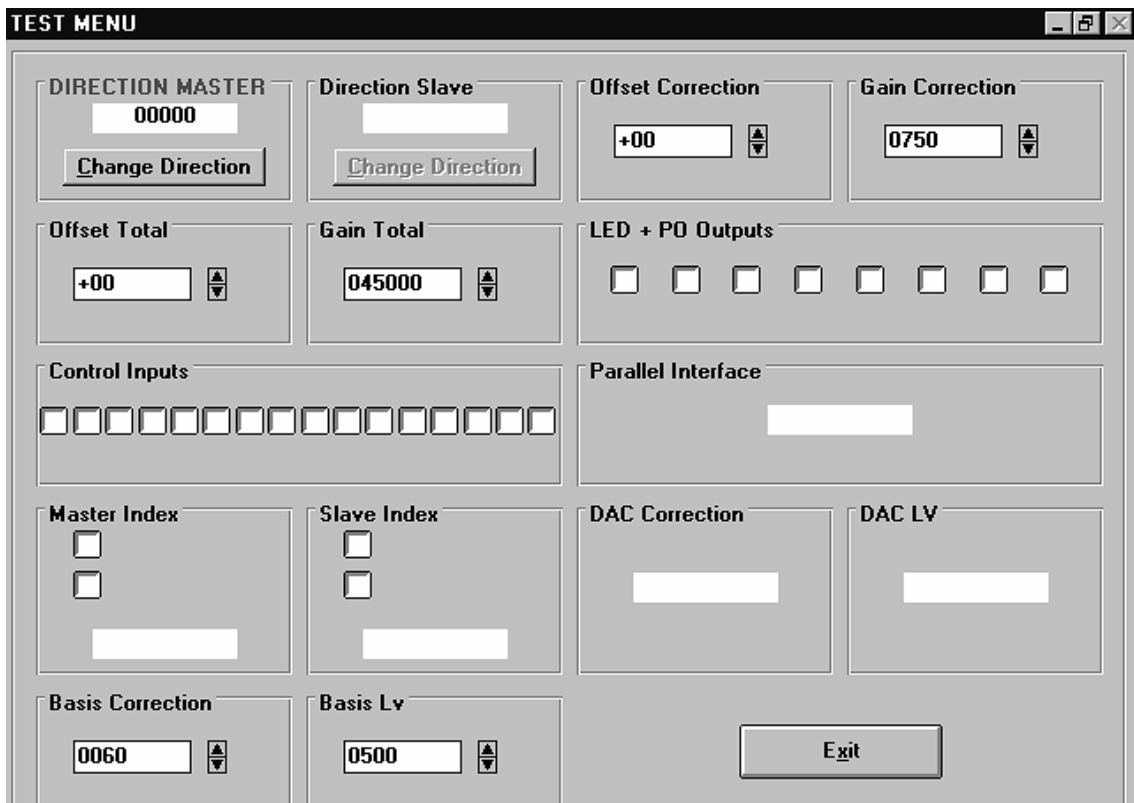 TEST MENU
DIRECTION MASTER
00000
Change Direction
Direction Slave
Change Direction
Offset Correction
+00
Gain Correction
0750
Offset Total
+00
Gain Total
045000
LED + PO Outputs
Control Inputs
Parallel Interface
Master Index
Slave Index
DAC Correction
DAC LV
Basis Correction
0060
Basis Lv
0500
Exit